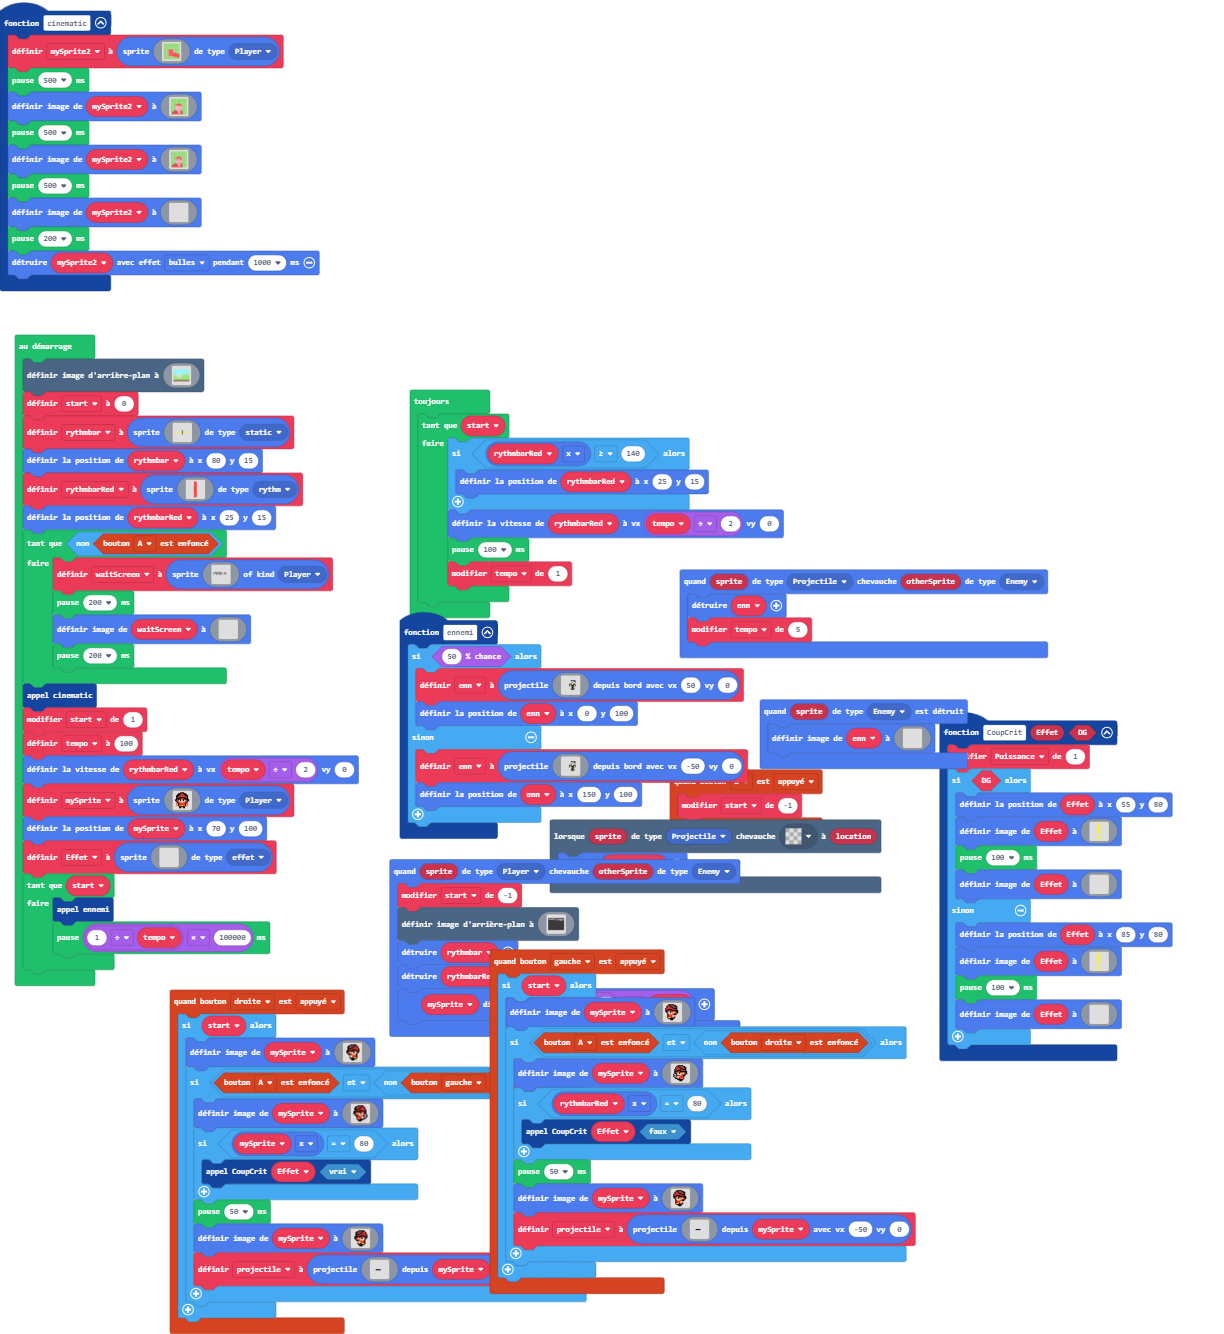 fonction cinematic
définir mySprite2 à sprite de type Player
pause 500 ms
définir image de mySprite2 à
pause 500 ms
définir image de mySprite2 à
pause 500 ms
définir image de mySprite2 à
pause 200 ms
détruire mySprite2 avec effet bulles pendant 1000 ms
au démarrage
définir image d'arrière-plan à
définir start à 0
définir rythmbar à sprite de type static
définir la position de rythmbar à x 80 y 15
définir rythmbarRed à sprite de type rythm
définir la position de rythmbarRed à x 25 y 15
tant que non bouton A est enfoncé
faire
définir waitScreen à sprite of kind Player
pause 200 ms
définir image de waitScreen à
pause 200 ms
appel cinematic
modifier start de 1
définir tempo à 100
définir la vitesse de rythmbarRed à vx tempo ÷ 2 vy 0
définir mySprite à sprite de type Player
définir la position de mySprite à x 70 y 100
définir Effet à sprite de type effet
tant que start
faire appel ennemi
pause 1 ÷ tempo × 100000 ms
toujours
tant que start
faire
si rythmbarRed x ≥ 140 alors
définir la position de rythmbarRed à x 25 y 15
définir la vitesse de rythmbarRed à vx tempo ÷ 2 vy 0
pause 100 ms
modifier tempo de 1
fonction ennemi
si 50 % chance alors
définir enn à projectile depuis bord avec vx 50 vy 0
définir la position de enn à x 0 y 100
sinon
définir enn à projectile depuis bord avec vx -50 vy 0
définir la position de enn à x 150 y 100
quand sprite de type Projectile chevauche otherSprite de type Enemy
détruire enn
modifier tempo de 5
quand sprite de type Enemy est détruit
définir image de enn à
est appuyé
modifier start de -1
lorsque sprite de type Projectile chevauche à location
quand sprite de type Player chevauche otherSprite de type Enemy
modifier start de -1
définir image d'arrière-plan à
détruire rythmbar
détruire rythmbarRe
mySprite di
fonction CoupCrit Effet DG
fier Puissance de 1
si DG alors
définir la position de Effet à x 55 y 80
définir image de Effet à
pause 100 ms
définir image de Effet à
sinon
définir la position de Effet à x 85 y 80
définir image de Effet à
pause 100 ms
définir image de Effet à
quand bouton droite est appuyé
si start alors
définir image de mySprite à
si bouton A est enfoncé et non bouton gauche
définir image de mySprite à
si mySprite x = 80 alors
appel CoupCrit Effet vrai
pause 50 ms
définir image de mySprite à
définir projectile à projectile depuis mySprite
quand bouton gauche est appuyé
si start alors
définir image de mySprite à
si bouton A est enfoncé et non bouton droite est enfoncé alors
définir image de mySprite à
si rythmbarRed x = 80 alors
appel CoupCrit Effet faux
pause 50 ms
définir image de mySprite à
définir projectile à projectile depuis mySprite avec vx -50 vy 0